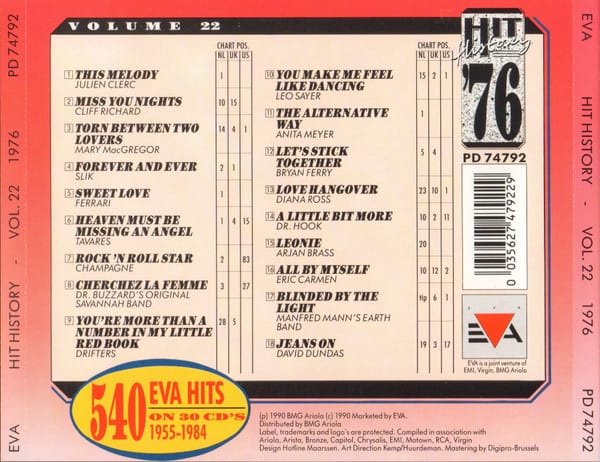 PD 74792
1976
HIT HISTORY - VOL. 22
EVA
VOLUME 22
CHART POS.
NL UK US
1 THIS MELODY 1
JULIEN CLERC
2 MISS YOU NIGHTS 10 15
CLIFF RICHARD
3 TORN BETWEEN TWO 14 4 1
LOVERS
MARY MacGREGOR
4 FOREVER AND EVER 2 1
SLIK
5 SWEET LOVE 1
FERRARI
6 HEAVEN MUST BE 1 4 15
MISSING AN ANGEL
TAVARES
7 ROCK 'N ROLL STAR 2 83
CHAMPAGNE
8 CHERCHEZ LA FEMME 3 27
DR. BUZZARD'S ORIGINAL
SAVANNAH BAND
9 YOU'RE MORE THAN A 28 5
NUMBER IN MY LITTLE
RED BOOK
DRIFTERS
CHART POS.
NL UK US
10 YOU MAKE ME FEEL 15 2 1
LIKE DANCING
LEO SAYER
11 THE ALTERNATIVE 1
WAY
ANITA MEYER
12 LET'S STICK 5 4
TOGETHER
BRYAN FERRY
13 LOVE HANGOVER 23 10 1
DIANA ROSS
14 A LITTLE BIT MORE 10 2 11
DR. HOOK
15 LEONIE 2
ARJAN BRASS
16 ALL BY MYSELF 10 12 2
ERIC CARMEN
17 BLINDED BY THE tip 6 1
LIGHT
MANFRED MANN'S EARTH
BAND
18 JEANS ON 19 3 17
DAVID DUNDAS
HIT
History
'76
PD 74792
0 035627 479229
EVA
EVA is a joint venture of
EMI, Virgin, BMG Ariola
540 EVA HITS
ON 30 CD'S
1955-1984
(p) 1990 BMG Ariola (c) 1990 Marketed by EVA.
Distributed by BMG Ariola
Label, trademarks and logo's are protected. Compiled in association with
Ariola, Arista, Bronze, Capitol, Chrysalis, EMI, Motown, RCA, Virgin
Design Hotline Maarssen. Art Direction Kemp/Huurdeman. Mastering by Digipro-Brussels
EVA
HIT HISTORY - VOL. 22
1976
PD 74792